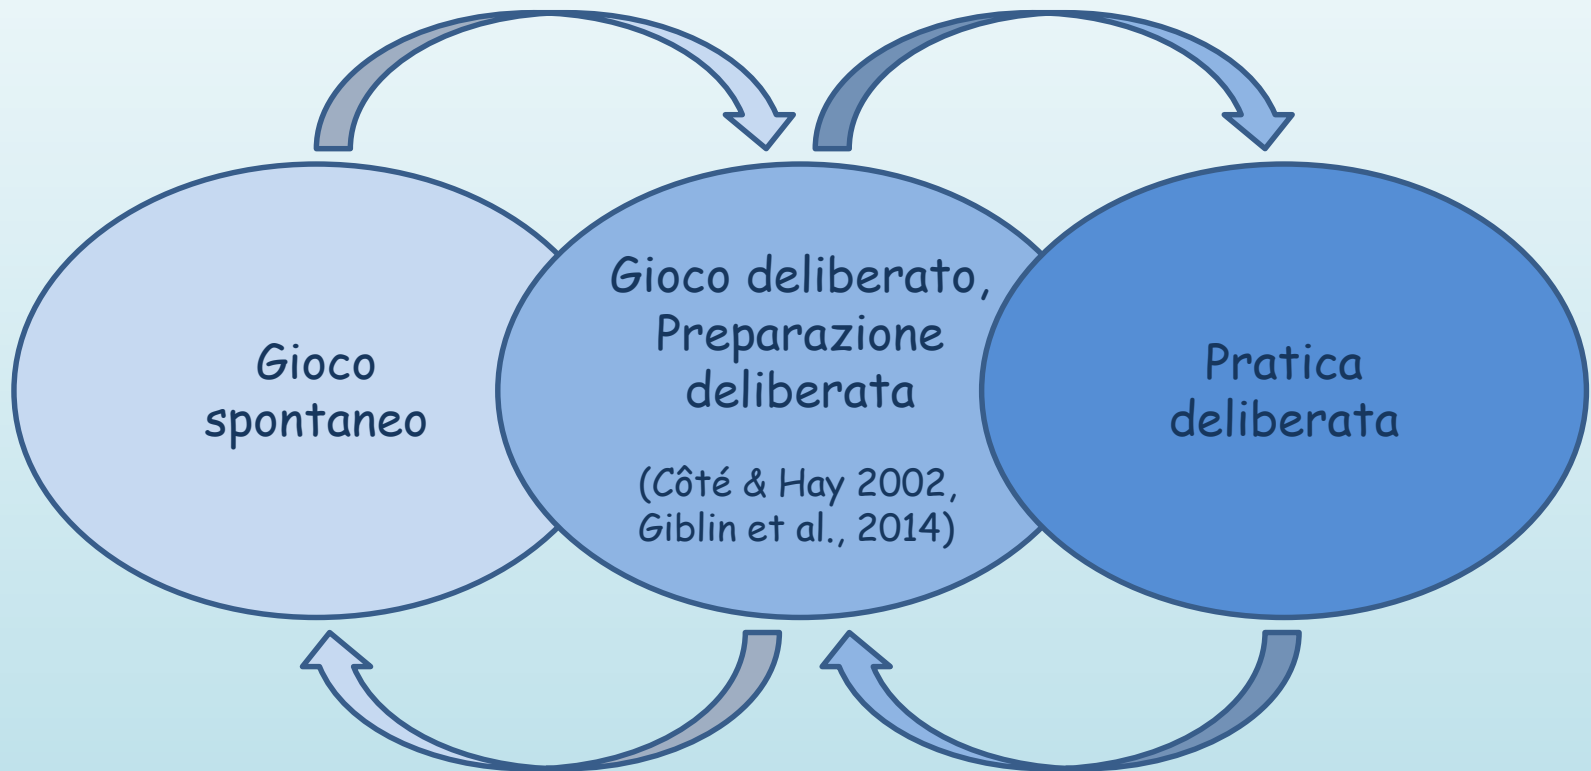 Gioco
spontaneo
Gioco deliberato,
Preparazione
deliberata
(Côté & Hay 2002,
Giblin et al., 2014)
Pratica
deliberata